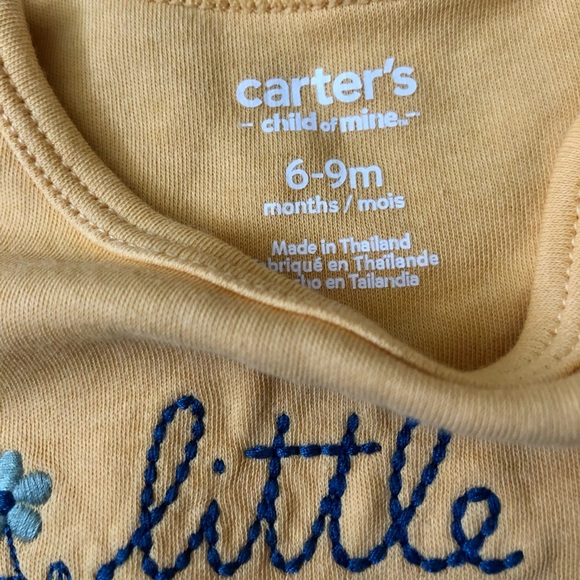 carter's
- child of mine -
6-9m
months / mois
Made in Thailand
en Thaïlande
en Tailandia
little